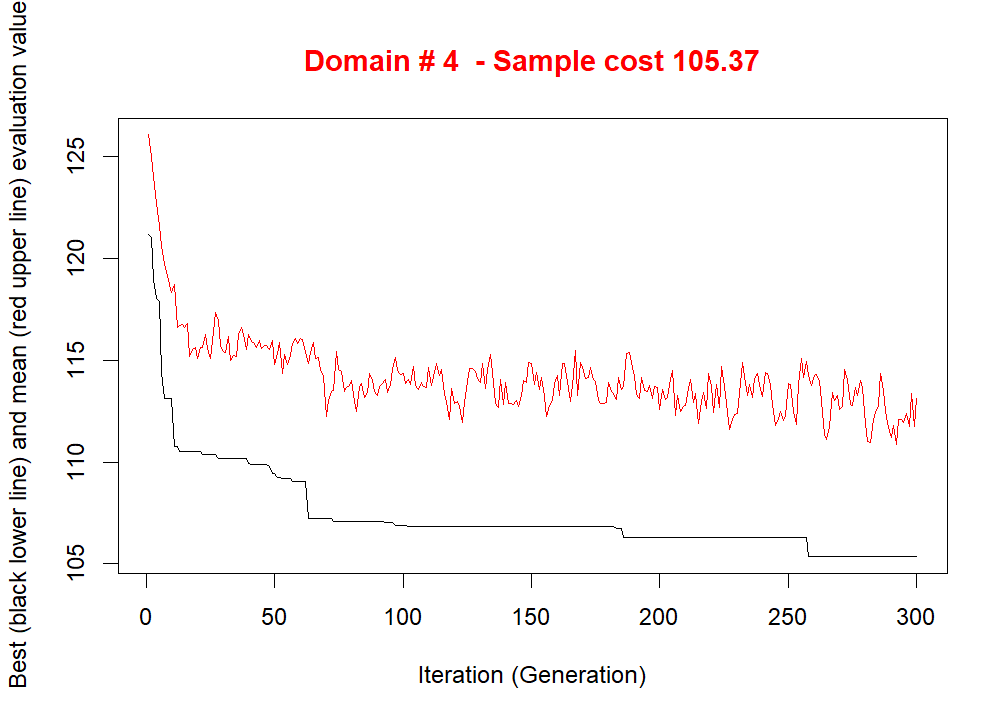 Domain # 4  - Sample cost 105.37
Best (black lower line) and mean (red upper line) evaluation value
125
120
115
110
105
0 50 100 150 200 250 300
Iteration (Generation)